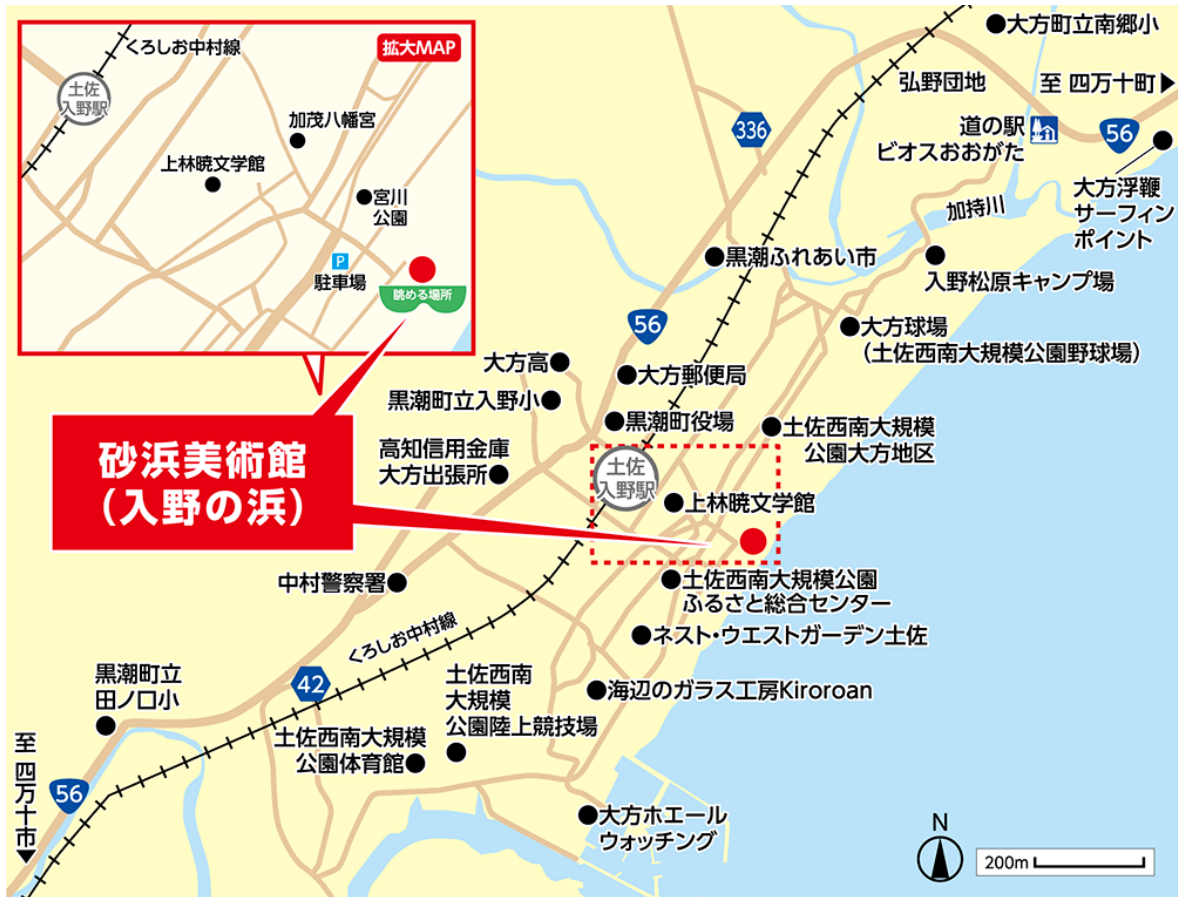 くろしお中村線
拡大MAP
土佐
入野駅
加茂八幡宮
上林暁文学館
宮川
公園
P
駐車場
眺める場所
大方町立南郷小
弘野団地
至 四万十町
336
道の駅
ビオスおおがた
56
大方浮鞭
サーフィン
ポイント
加持川
黒潮ふれあい市
入野松原キャンプ場
56
大方球場
(土佐西南大規模公園野球場)
大方高
大方郵便局
黒潮町立入野小
黒潮町役場
土佐西南大規模
公園大方地区
高知信用金庫
大方出張所
土佐
入野駅
上林暁文学館
砂浜美術館
(入野の浜)
中村警察署
土佐西南大規模公園
ふるさと総合センター
くろしお中村線
ネスト・ウエストガーデン土佐
黒潮町立
田ノ口小
42
土佐西南
大規模
公園陸上競技場
海辺のガラス工房Kiroroan
土佐西南大規模
公園体育館
至 四万十市
56
大方ホエール
ウォッチング
N
200m